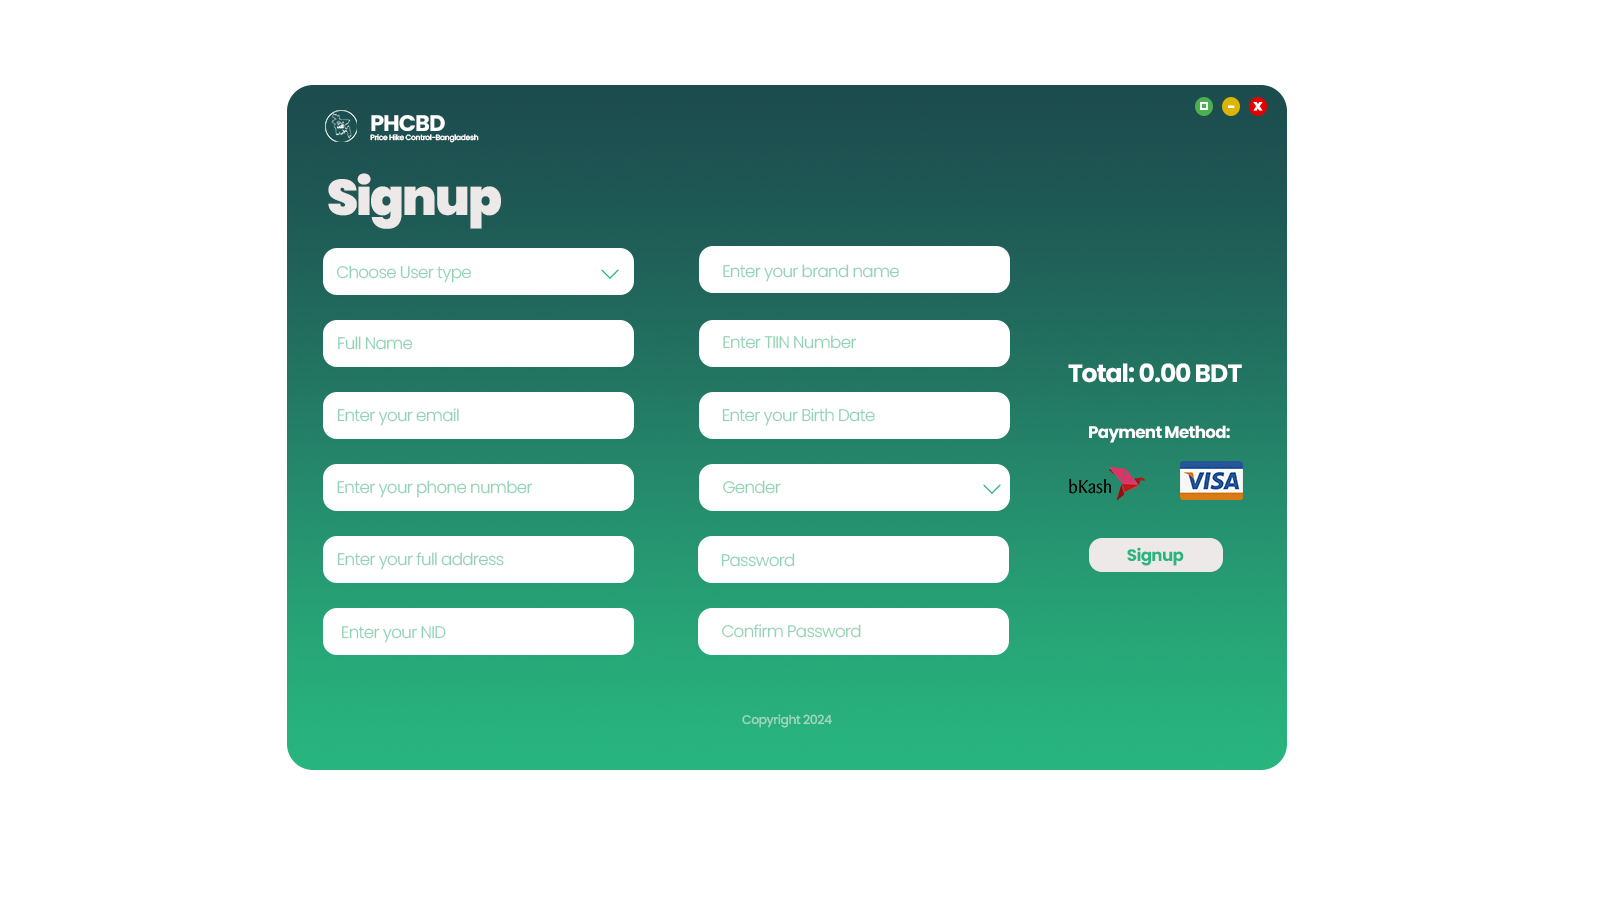 PHCBD
Price Hike Control-Bangladesh
Signup
Choose User type
Full Name
Enter your email
Enter your phone number
Enter your full address
Enter your NID
Enter your brand name
Enter TIIN Number
Enter your Birth Date
Gender
Password
Confirm Password
Total: 0.00 BDT
Payment Method:
bKash
VISA
Signup
Copyright 2024